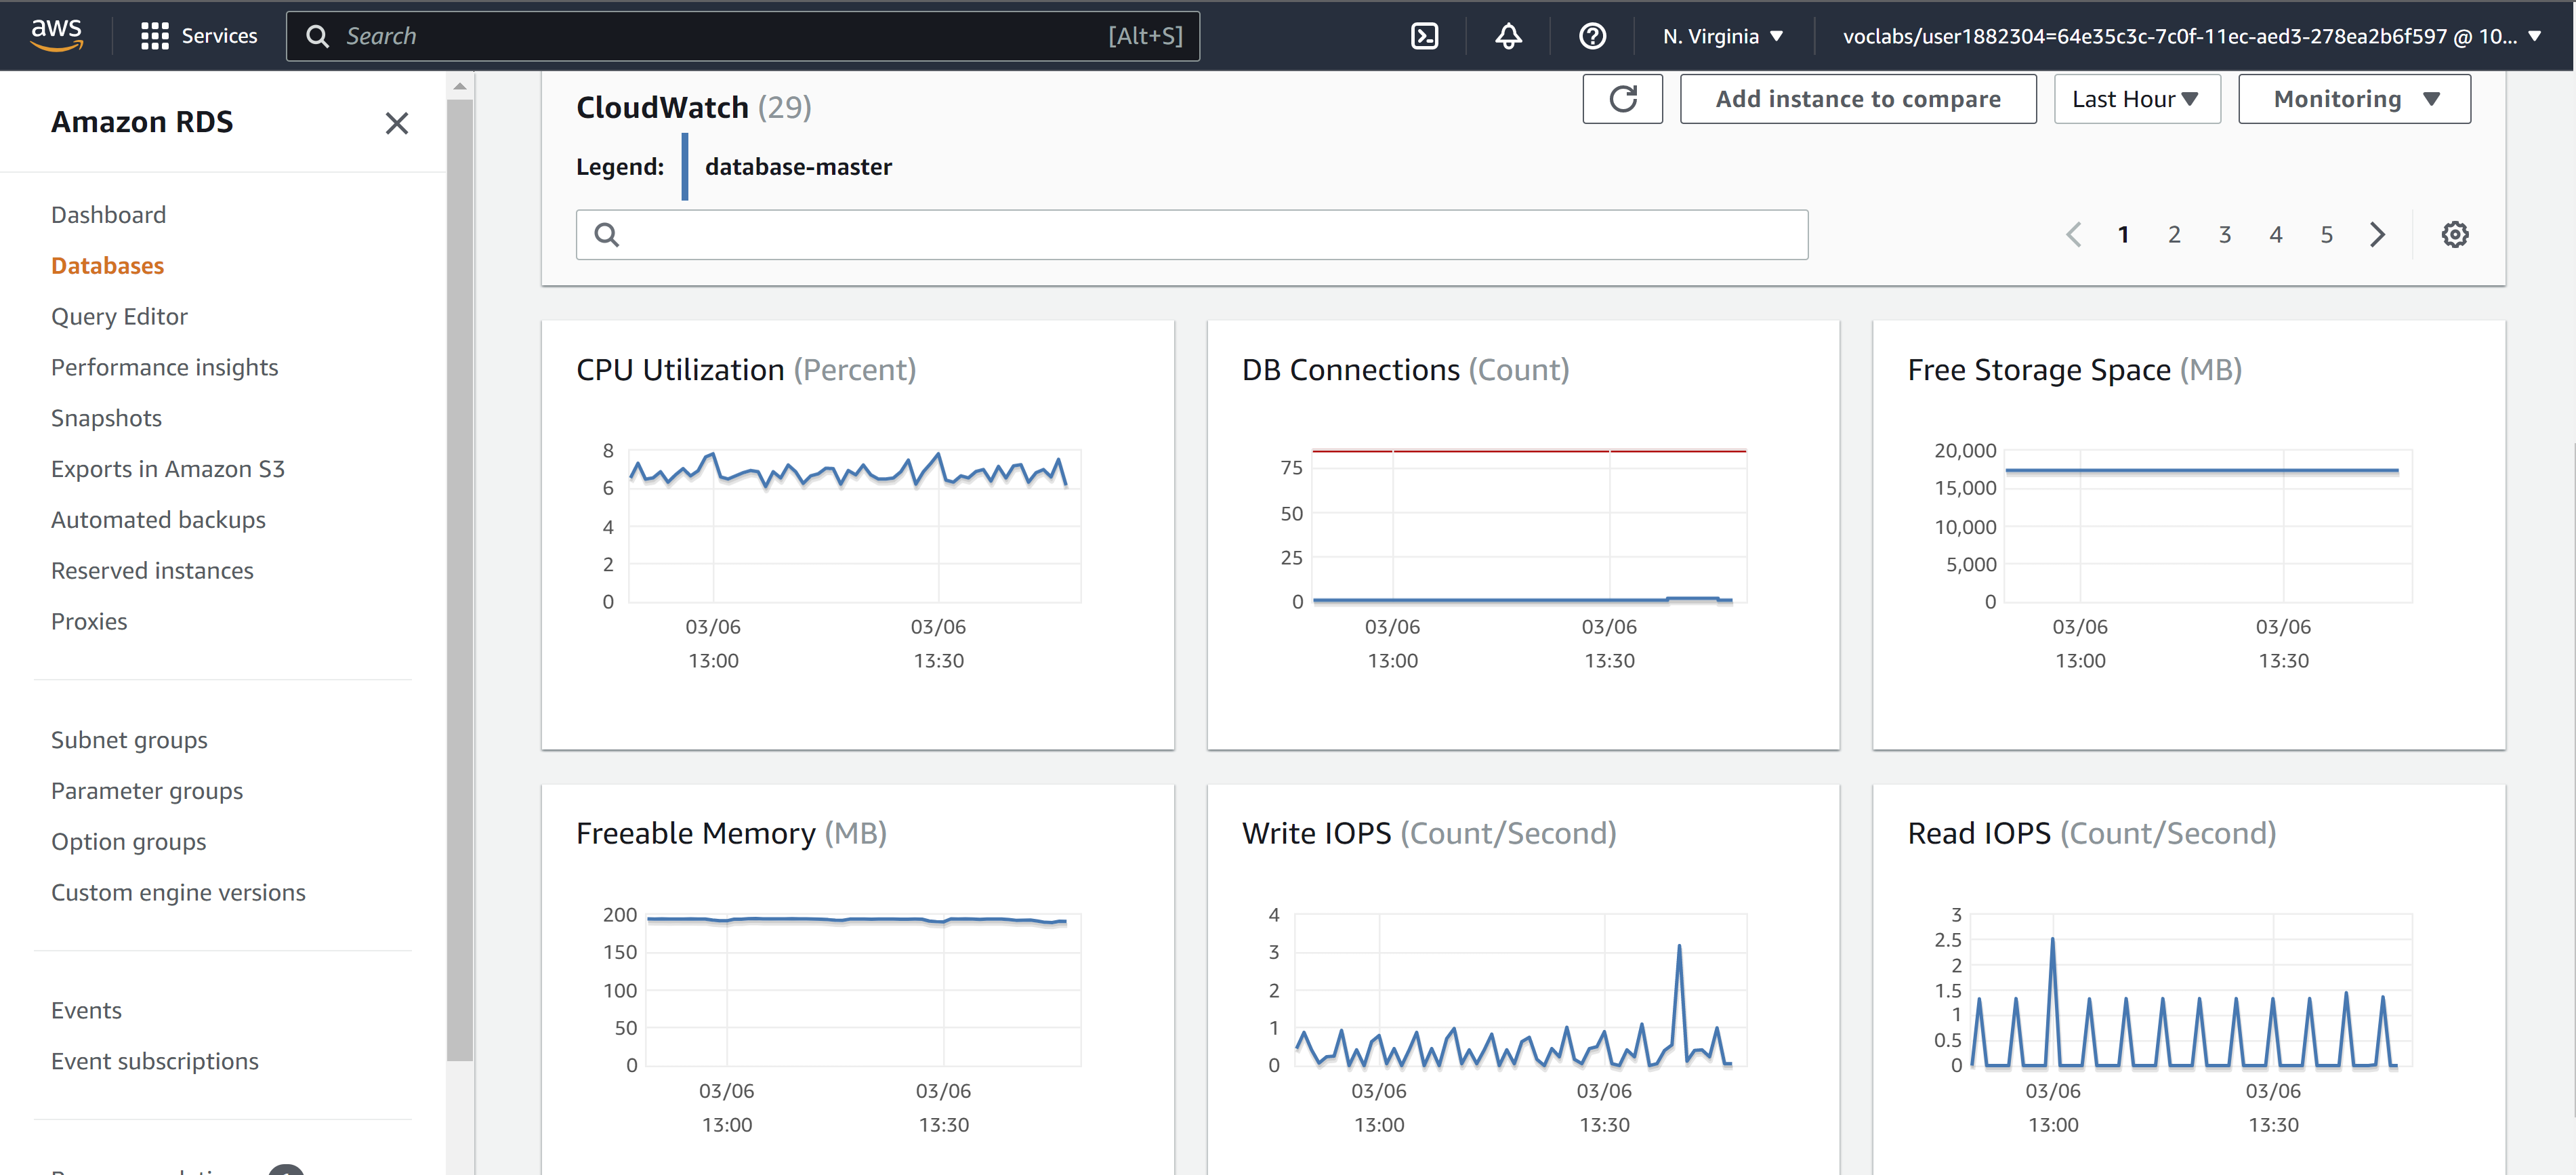 aws
Services
Search [Alt+S]
N. Virginia
voclabs/user1882304=64e35c3c-7c0f-11ec-aed3-278ea2b6f597 @ 10...
Amazon RDS
Dashboard
Databases
Query Editor
Performance insights
Snapshots
Exports in Amazon S3
Automated backups
Reserved instances
Proxies
Subnet groups
Parameter groups
Option groups
Custom engine versions
Events
Event subscriptions
CloudWatch (29)
Add instance to compare
Last Hour
Monitoring
Legend: database-master
1 2 3 4 5
CPU Utilization (Percent)
8
6
4
2
0
03/06 03/06
13:00 13:30
DB Connections (Count)
75
50
25
0
03/06 03/06
13:00 13:30
Free Storage Space (MB)
20,000
15,000
10,000
5,000
0
03/06 03/06
13:00 13:30
Freeable Memory (MB)
200
150
100
50
0
03/06 03/06
13:00 13:30
Write IOPS (Count/Second)
4
3
2
1
0
03/06 03/06
13:00 13:30
Read IOPS (Count/Second)
3
2.5
2
1.5
1
0.5
0
03/06 03/06
13:00 13:30